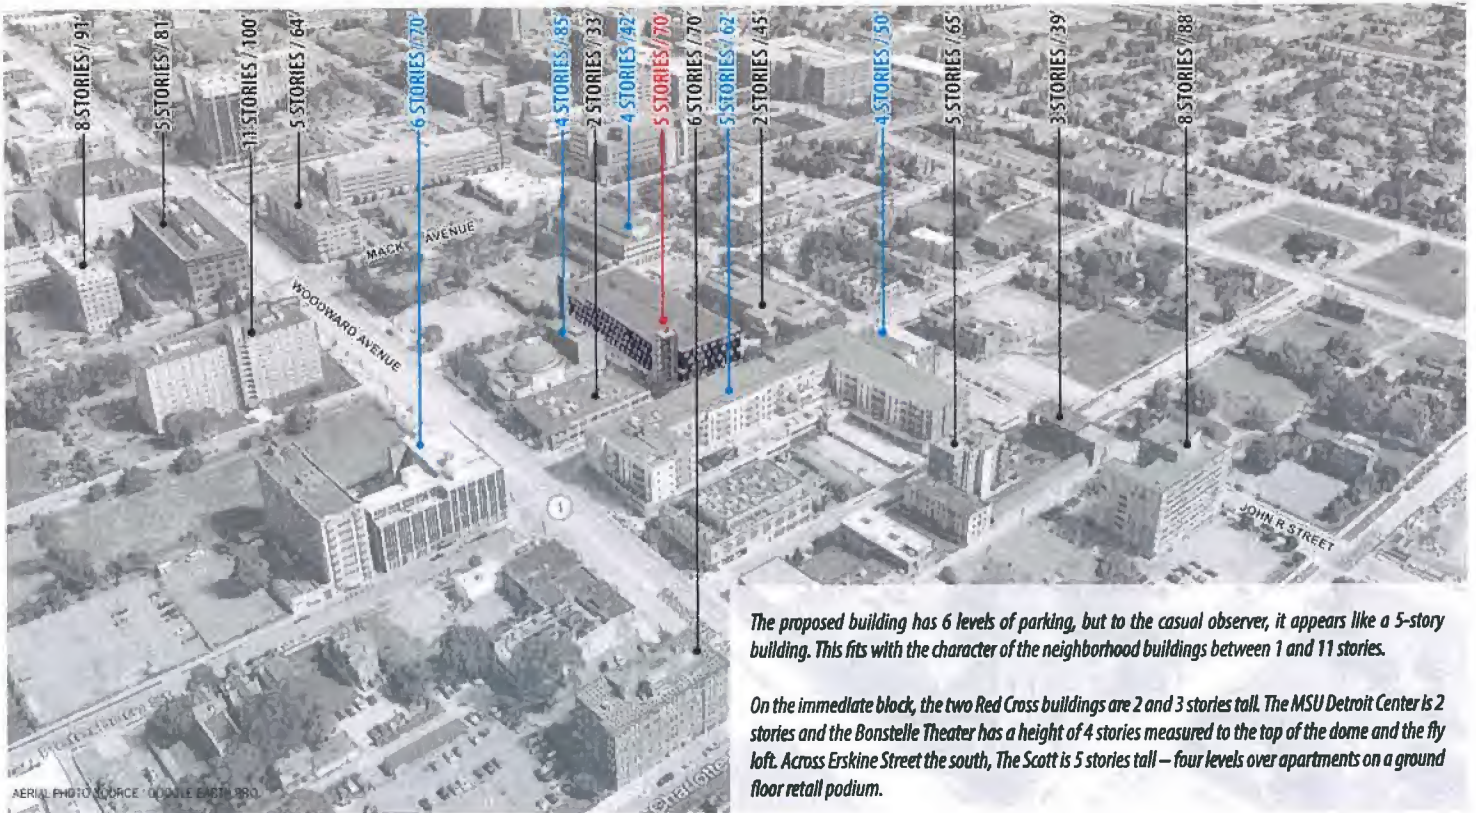 8 STORIES / 91'
5 STORIES / 81'
11 STORIES / 100'
5 STORIES / 64'
6 STORIES / 70'
4 STORIES / 85'
2 STORIES / 33'
4 STORIES / 42'
5 STORIES / 70'
6 STORIES / 70'
5 STORIES / 62'
2 STORIES / 45'
4 STORIES / 50'
5 STORIES / 65'
3 STORIES / 39'
8 STORIES / 88'
MACK AVENUE
WOODWARD AVENUE
1
JOHN R STREET
The proposed building has 6 levels of parking, but to the casual observer, it appears like a 5-story
building. This fits with the character of the neighborhood buildings between 1 and 11 stories.
On the immediate block, the two Red Cross buildings are 2 and 3 stories tall. The MSU Detroit Center is 2
stories and the Bonstelle Theater has a height of 4 stories measured to the top of the dome and the fly
loft. Across Erskine Street the south, The Scott is 5 stories tall – four levels over apartments on a ground
floor retail podium.
AERIAL PHOTO SOURCE: GOOGLE EARTH PRO